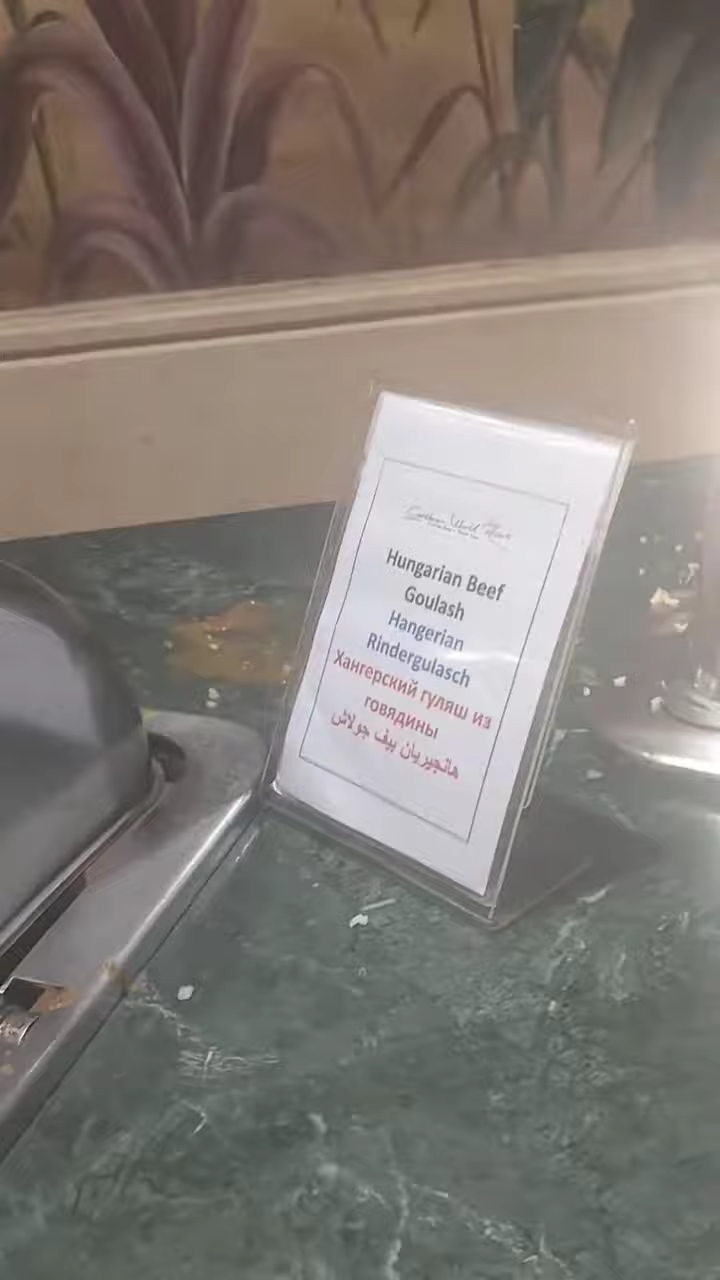 Hungarian Beef
Goulash
Hangerian
Rindergulasch
Хангерский гуляш из
говядины
هانجيريان بيف جولاش